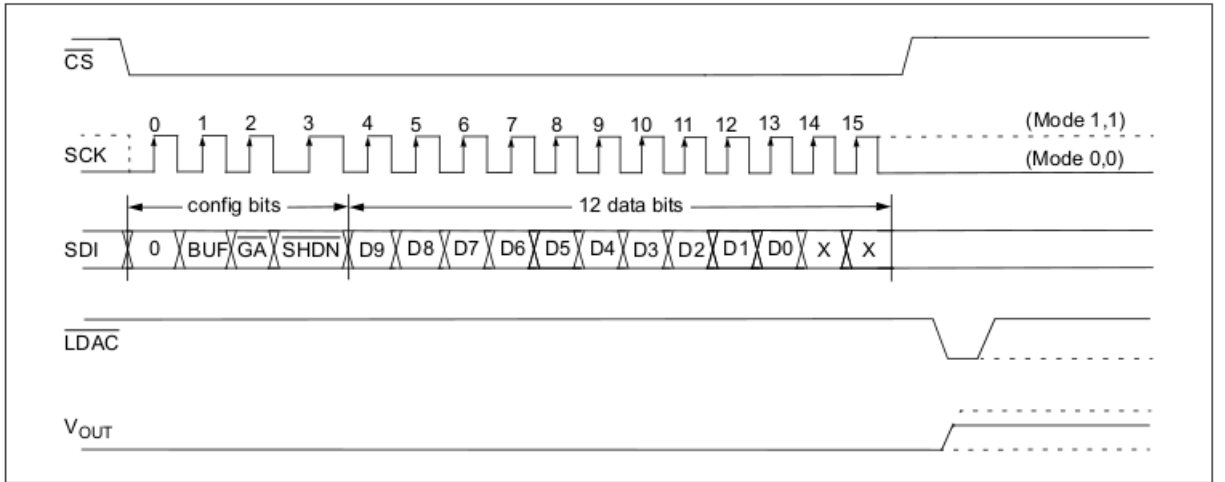 CS
0 1 2 3 4 5 6 7 8 9 10 11 12 13 14 15 (Mode 1,1)
SCK
(Mode 0,0)
config bits 12 data bits
SDI 0 BUF GA SHDN D9 D8 D7 D6 D5 D4 D3 D2 D1 D0 X X
LDAC
VOUT